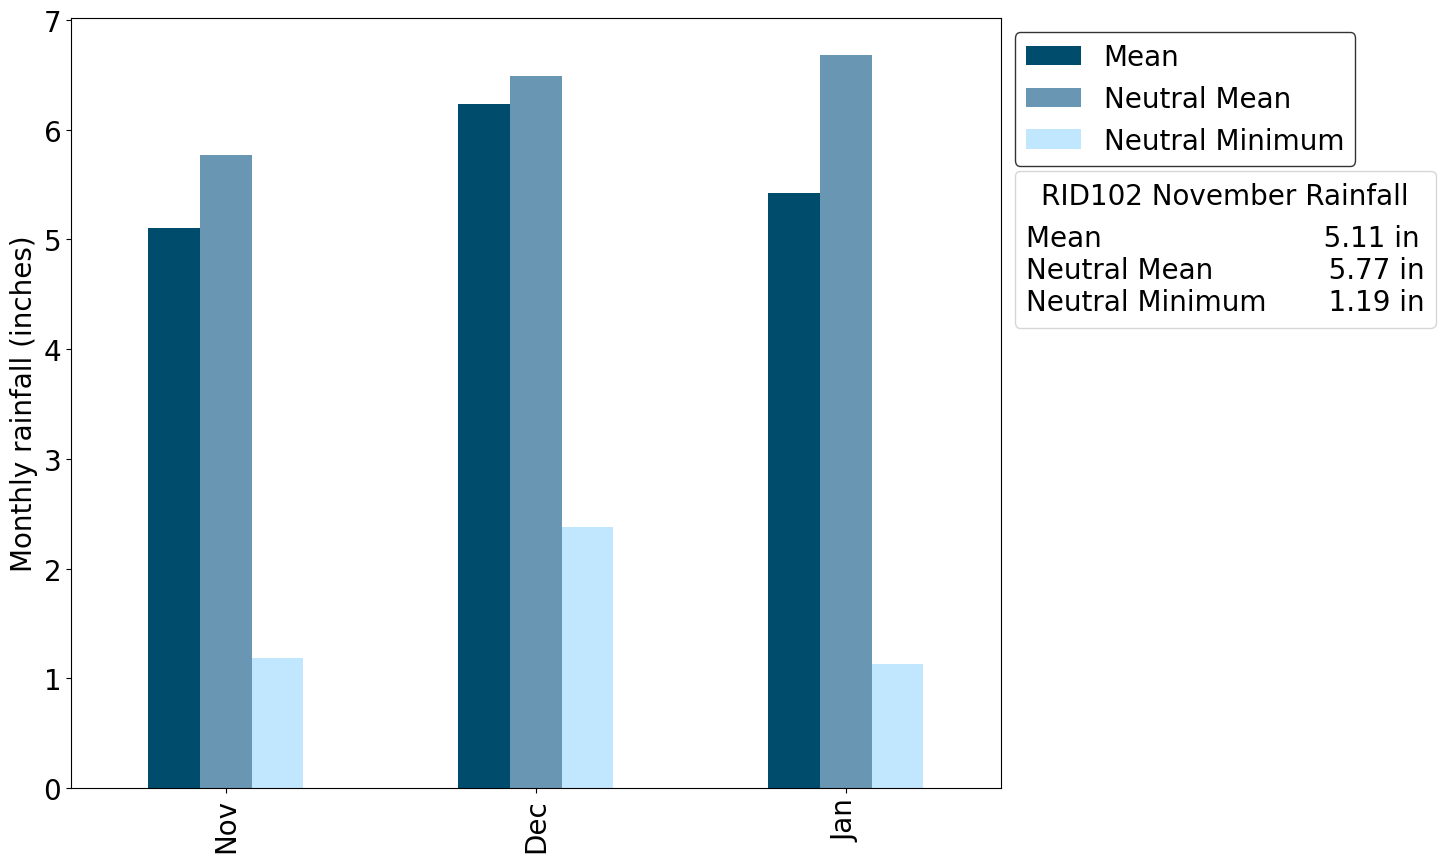 7
6
5
4
3
2
1
0
Monthly rainfall (inches)
Nov
Dec
Jan
Mean
Neutral Mean
Neutral Minimum
RID102 November Rainfall
Mean 5.11 in
Neutral Mean 5.77 in
Neutral Minimum 1.19 in